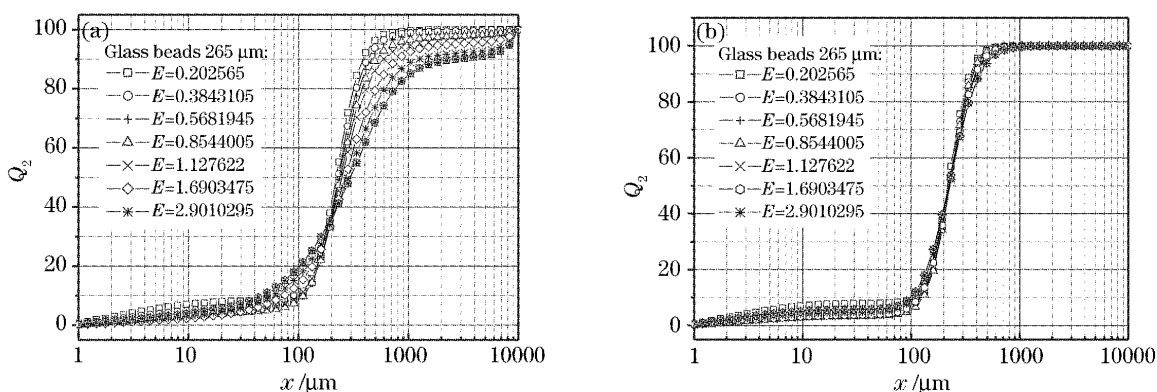 (a)
Glass beads 265 μm:
E=0.202565
E=0.3843105
E=0.5681945
E=0.8544005
E=1.127622
E=1.6903475
E=2.9010295
100
80
60
40
20
0
Q2
1 10 100 1000 10000
x /μm
(b)
Glass beads 265 μm:
E=0.202565
E=0.3843105
E=0.5681945
E=0.8544005
E=1.127622
E=1.6903475
E=2.9010295
100
80
60
40
20
0
Q2
1 10 100 1000 10000
x /μm